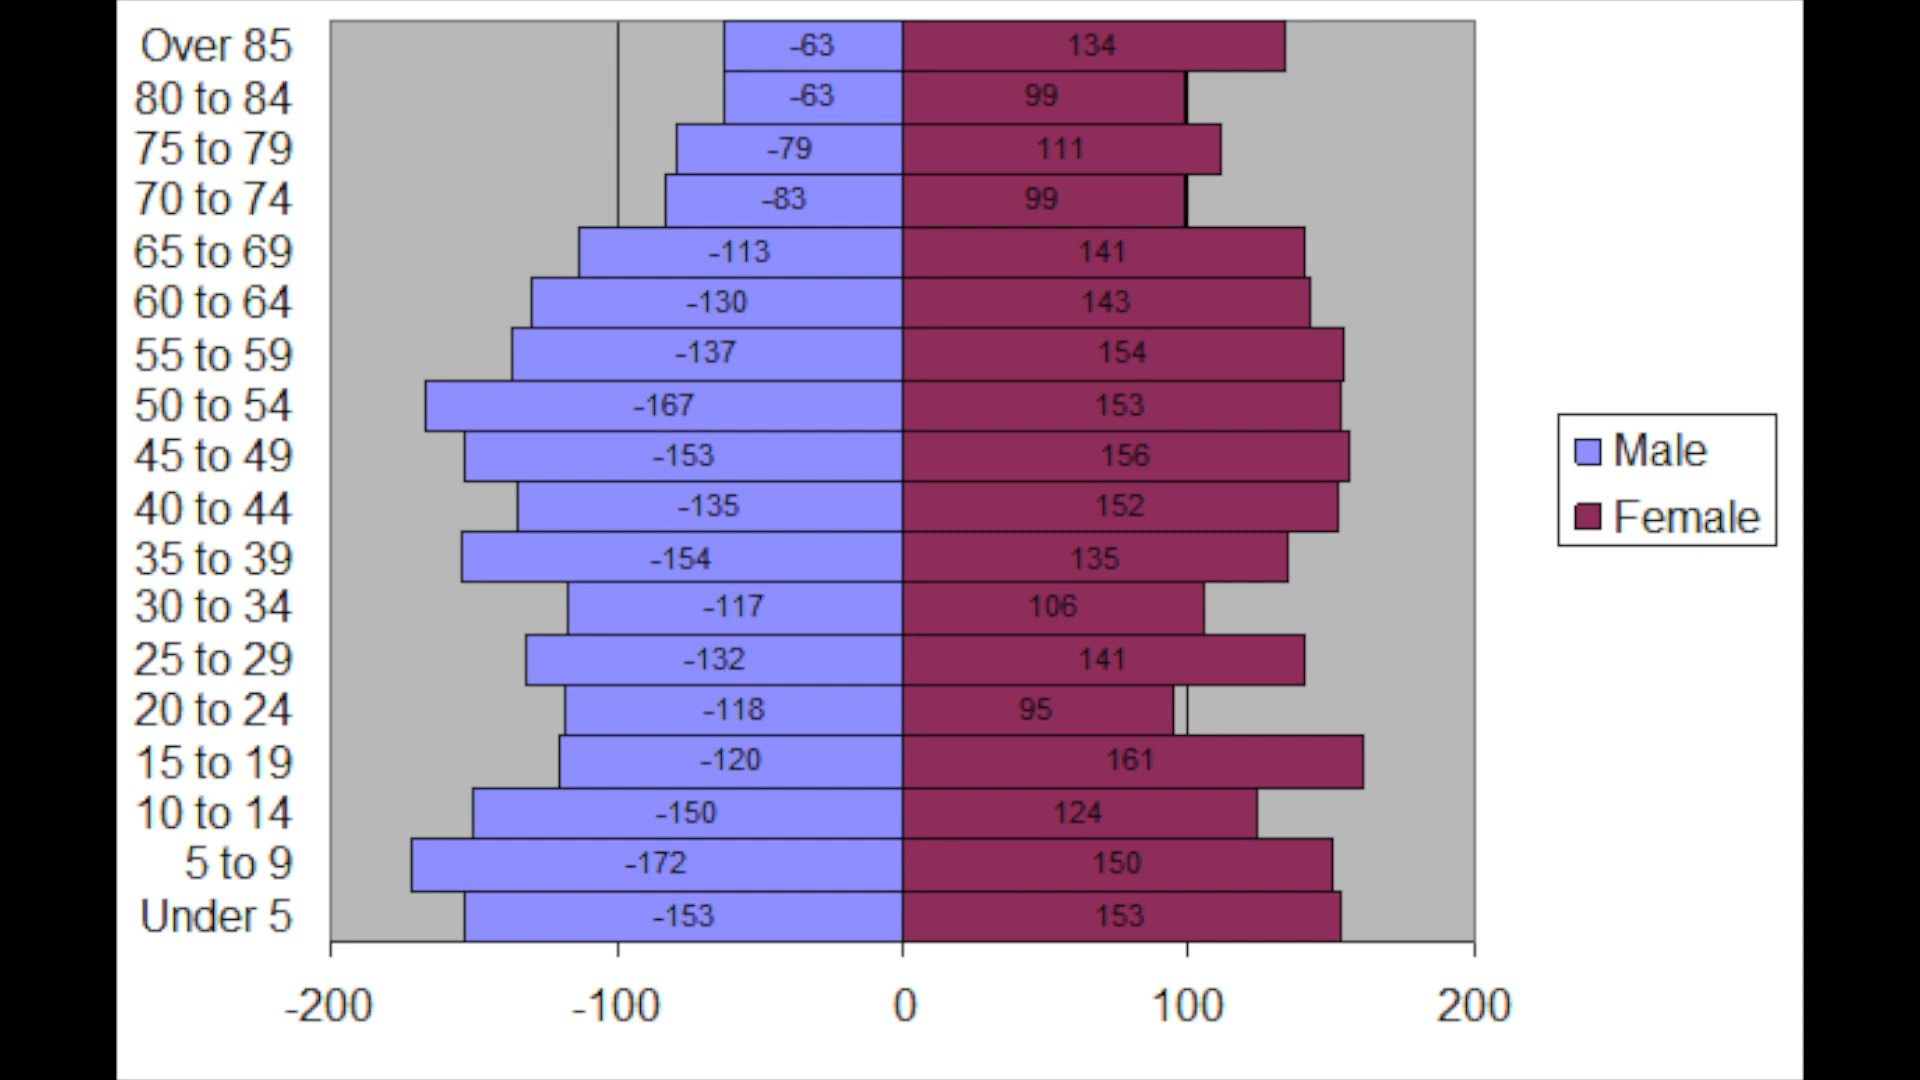 Over 85 -63 134
80 to 84 -63 99
75 to 79 -79 111
70 to 74 -83 99
65 to 69 -113 141
60 to 64 -130 143
55 to 59 -137 154
50 to 54 -167 153
45 to 49 -153 156
40 to 44 -135 152
35 to 39 -154 135
30 to 34 -117 106
25 to 29 -132 141
20 to 24 -118 95
15 to 19 -120 161
10 to 14 -150 124
5 to 9 -172 150
Under 5 -153 153
-200 -100 0 100 200
Male
Female